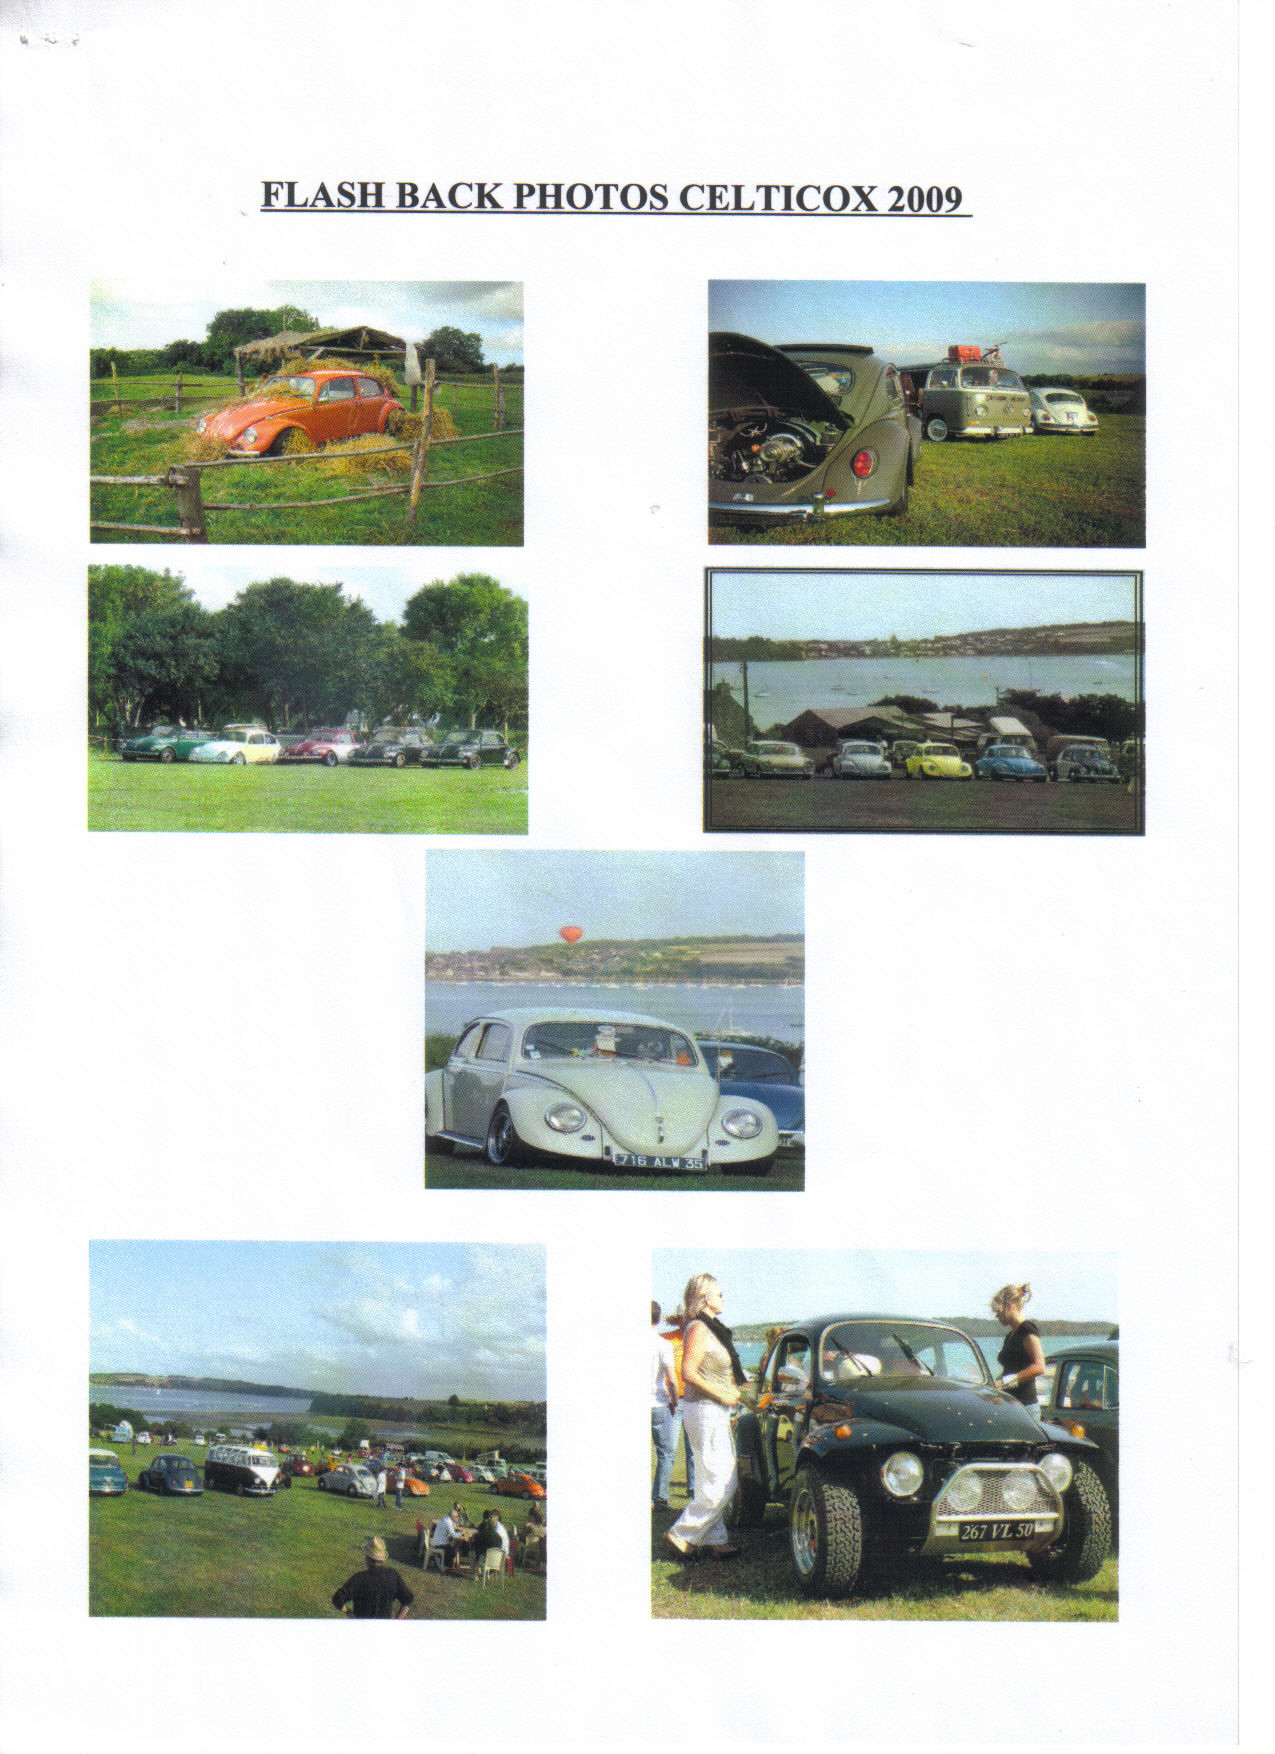 FLASH BACK PHOTOS CELTICOX 2009
716 ALW 35
267 VL 50